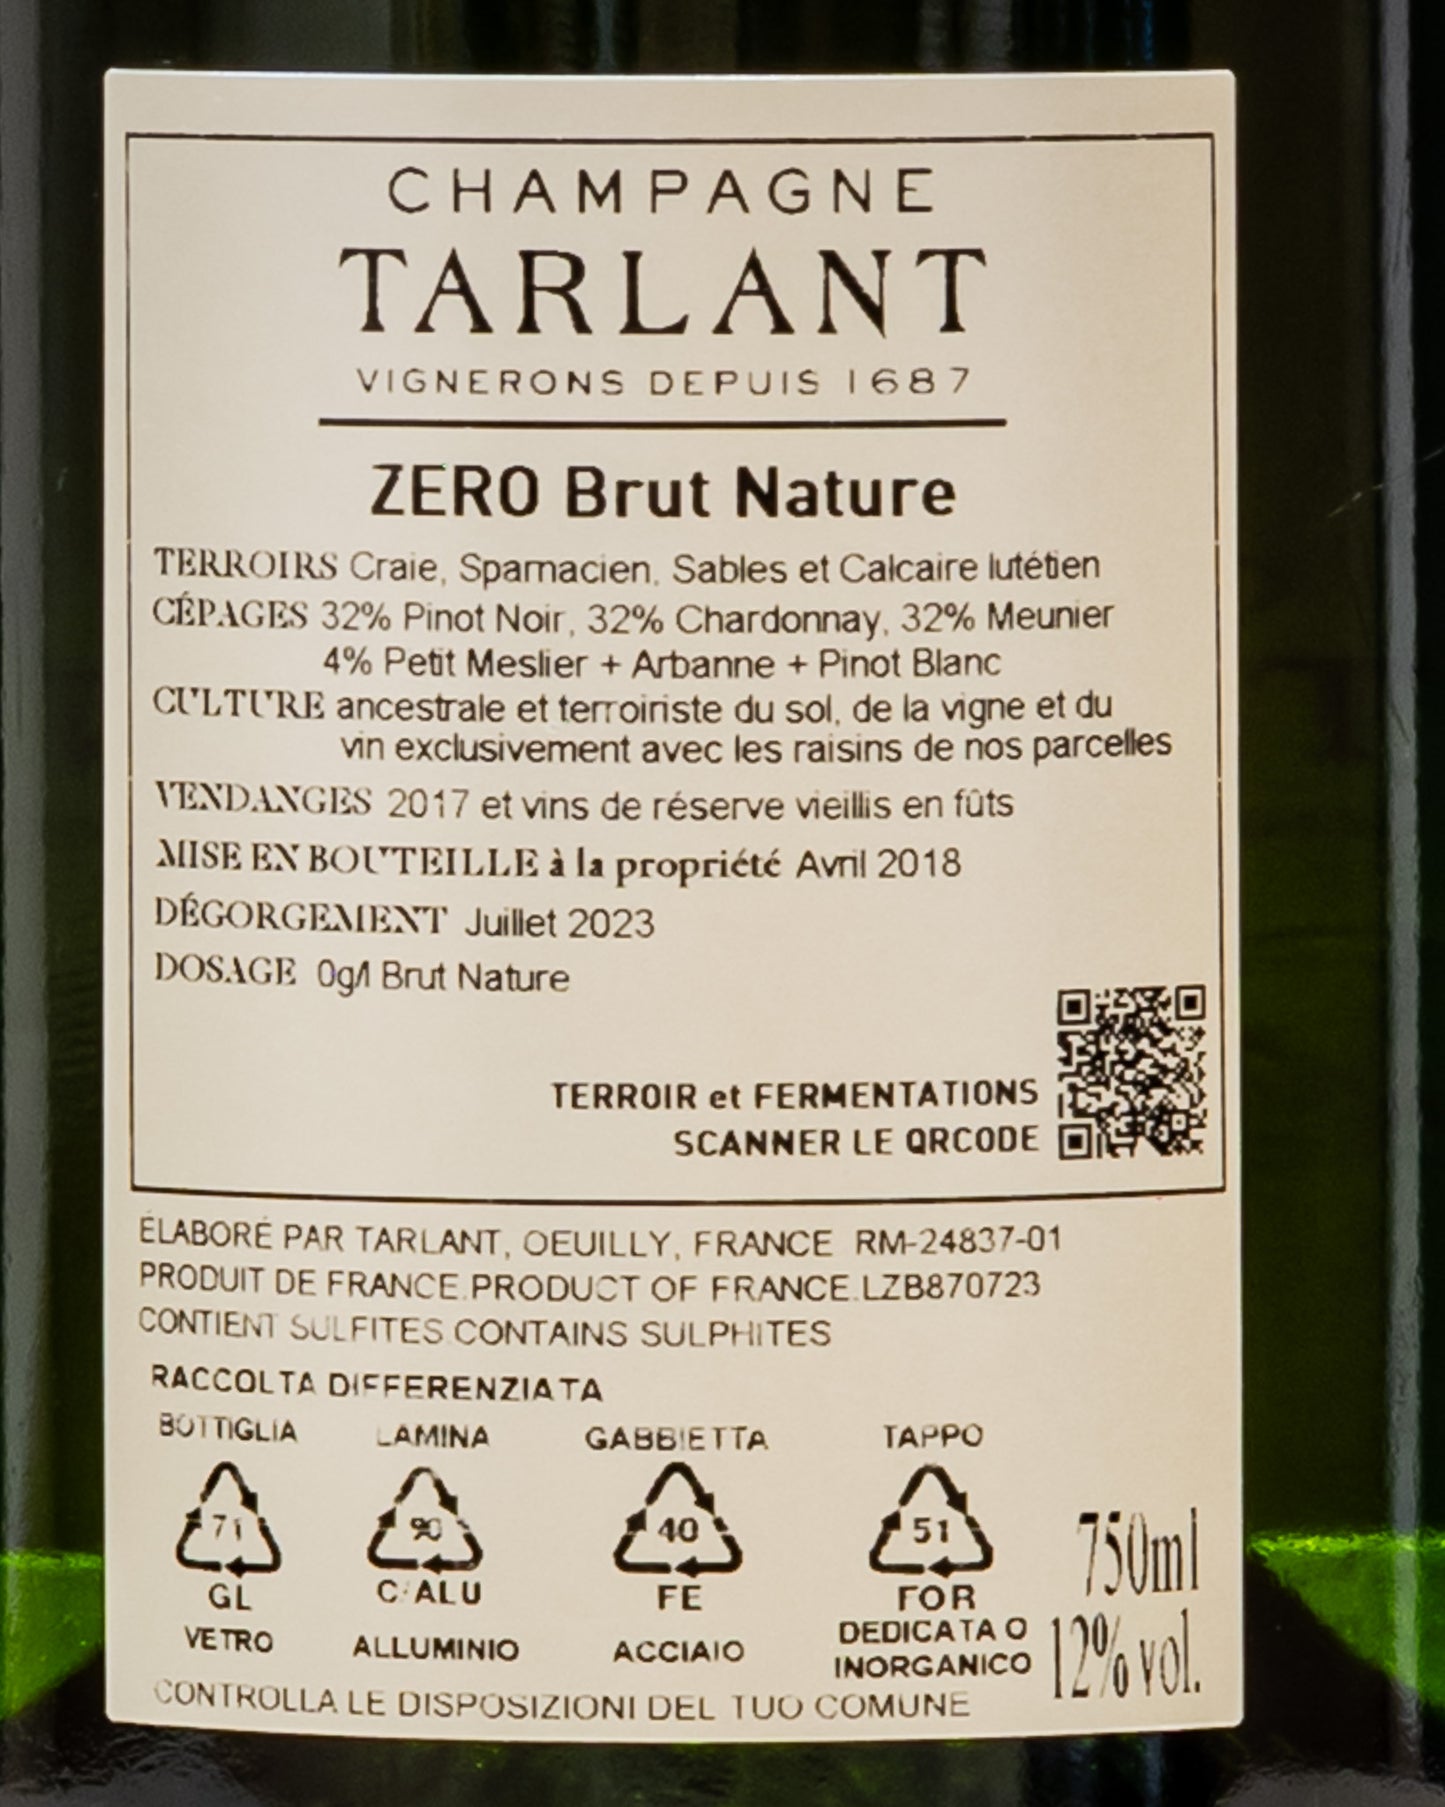 CHAMPAGNE
TARLANT
VIGNERONS DEPUIS 1687
ZERO Brut Nature
TERROIRS Craie, Sparnacien, Sables et Calcaire lutétien
CÉPAGES 32% Pinot Noir, 32% Chardonnay, 32% Meunier
4% Petit Meslier + Arbanne + Pinot Blanc
CULTURE ancestrale et terroiriste du sol, de la vigne et du
vin exclusivement avec les raisins de nos parcelles
VENDANGES 2017 et vins de réserve vieillis en fûts
MISE EN BOUTEILLE à la propriété Avril 2018
DÉGORGEMENT Juillet 2023
DOSAGE 0g/l Brut Nature
TERROIR et FERMENTATIONS
SCANNER LE QRCODE
ÉLABORÉ PAR TARLANT, OEUILLY, FRANCE RM-24837-01
PRODUIT DE FRANCE.PRODUCT OF FRANCE.LZB870723
CONTIENT SULFITES.CONTAINS SULPHITES
RACCOLTA DIFFERENZIATA
BOTTIGLIA LAMINA GABBIETTA TAPPO
71 90 40 51
GL C/ALU FE FOR
VETRO ALLUMINIO ACCIAIO DEDICATA O
INORGANICO
750ml
12% vol.
CONTROLLA LE DISPOSIZIONI DEL TUO COMUNE